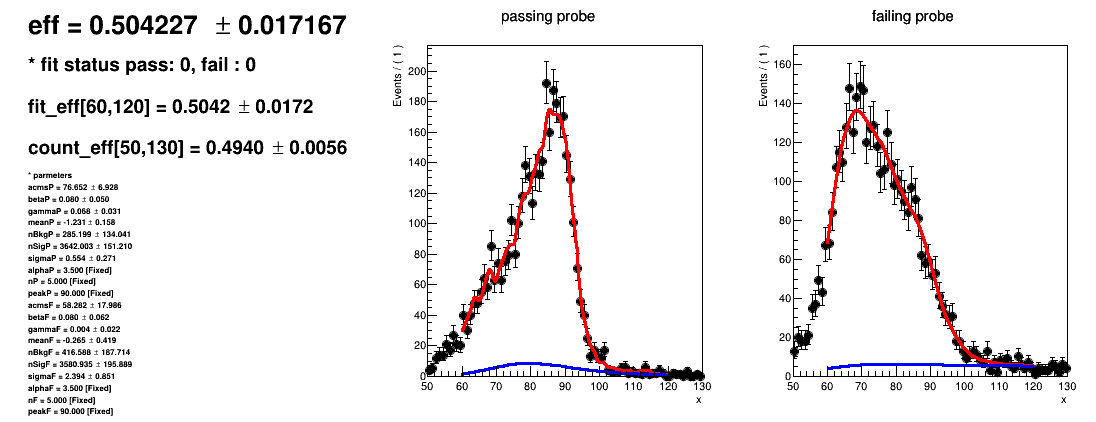 eff = 0.504227 ± 0.017167
* fit status pass: 0, fail : 0
fit_eff[60,120] = 0.5042 ± 0.0172
count_eff[50,130] = 0.4940 ± 0.0056
* parmeters
acmsP = 76.652 ± 6.928
betaP = 0.080 ± 0.050
gammaP = 0.068 ± 0.031
meanP = -1.231 ± 0.158
nBkgP = 285.199 ± 134.041
nSigP = 3642.003 ± 151.210
sigmaP = 0.554 ± 0.271
alphaP = 3.500 [Fixed]
nP = 5.000 [Fixed]
peakP = 90.000 [Fixed]
acmsF = 58.282 ± 17.986
betaF = 0.080 ± 0.062
gammaF = 0.004 ± 0.022
meanF = -0.265 ± 0.419
nBkgF = 416.588 ± 187.714
nSigF = 3580.935 ± 195.889
sigmaF = 2.394 ± 0.851
alphaF = 3.500 [Fixed]
nF = 5.000 [Fixed]
peakF = 90.000 [Fixed]
passing probe
Events / ( 1 )
200
180
160
140
120
100
80
60
40
20
0
50 60 70 80 90 100 110 120 130
x
failing probe
Events / ( 1 )
160
140
120
100
80
60
40
20
0
50 60 70 80 90 100 110 120 130
x